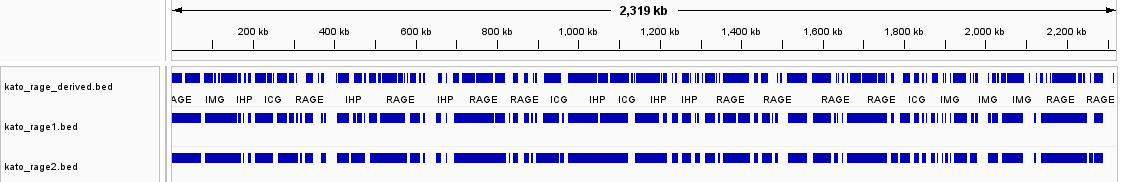 2,319 kb
200 kb 400 kb 600 kb 800 kb 1,000 kb 1,200 kb 1,400 kb 1,600 kb 1,800 kb 2,000 kb 2,200 kb
kato_rage_derived.bed
AGE IMG IHP ICG RAGE IHP RAGE IHP RAGE RAGE ICG IHP ICG IHP IHP RAGE RAGE RAGE RAGE ICG IMG IMG IMG RAGE RAGE
kato_rage1.bed
kato_rage2.bed